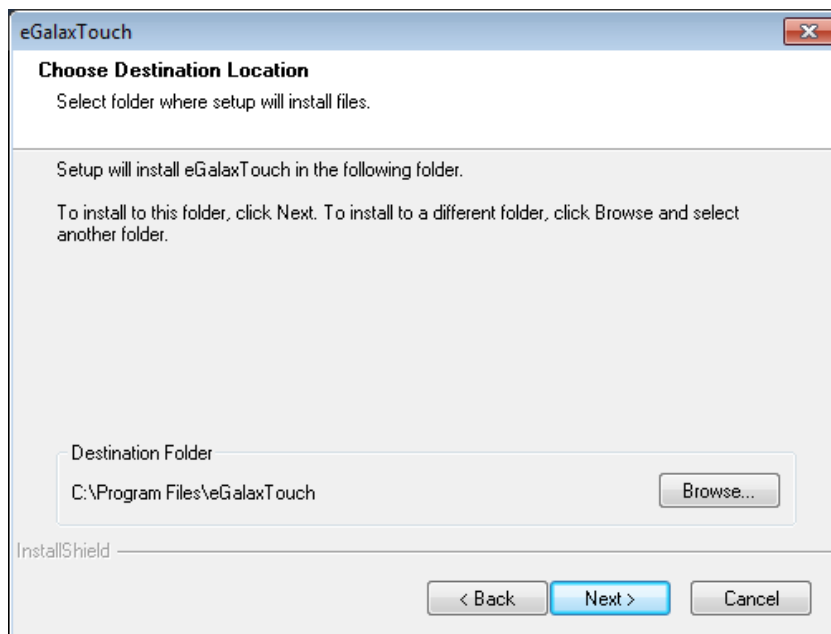 eGalaxTouch
Choose Destination Location
Select folder where setup will install files.
Setup will install eGalaxTouch in the following folder.
To install to this folder, click Next. To install to a different folder, click Browse and select
another folder.
Destination Folder
C:\Program Files\eGalaxTouch
Browse...
InstallShield
< Back
Next >
Cancel